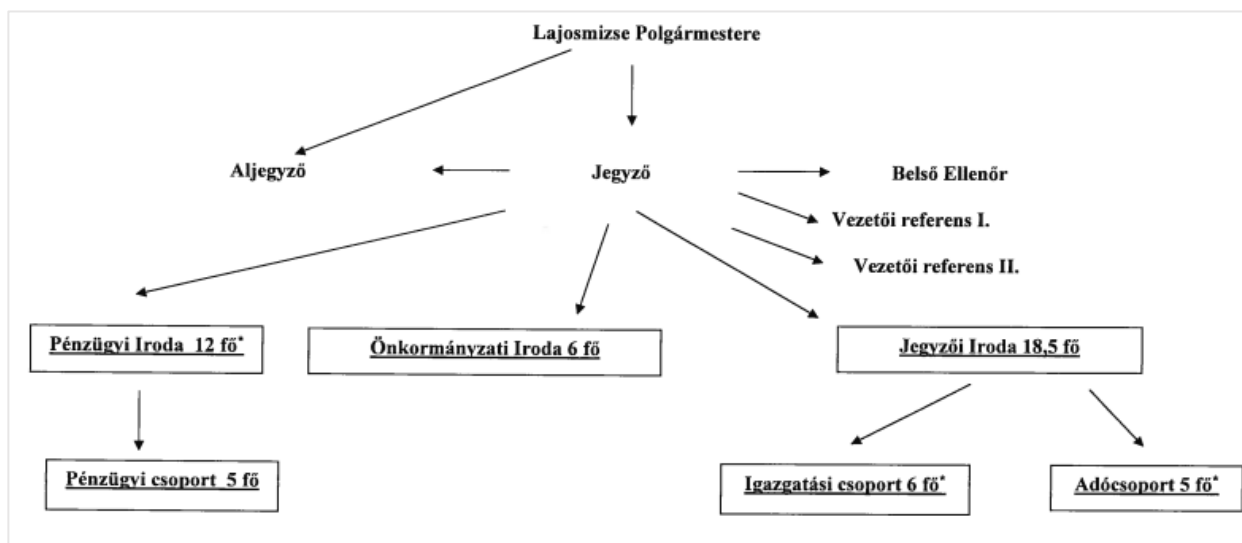 Lajosmizse Polgármestere
Aljegyző
Jegyző
Belső Ellenőr
Vezetői referens I.
Vezetői referens II.
Pénzügyi Iroda 12 fő*
Önkormányzati Iroda 6 fő
Jegyzői Iroda 18,5 fő
Pénzügyi csoport 5 fő
Igazgatási csoport 6 fő*
Adócsoport 5 fő*